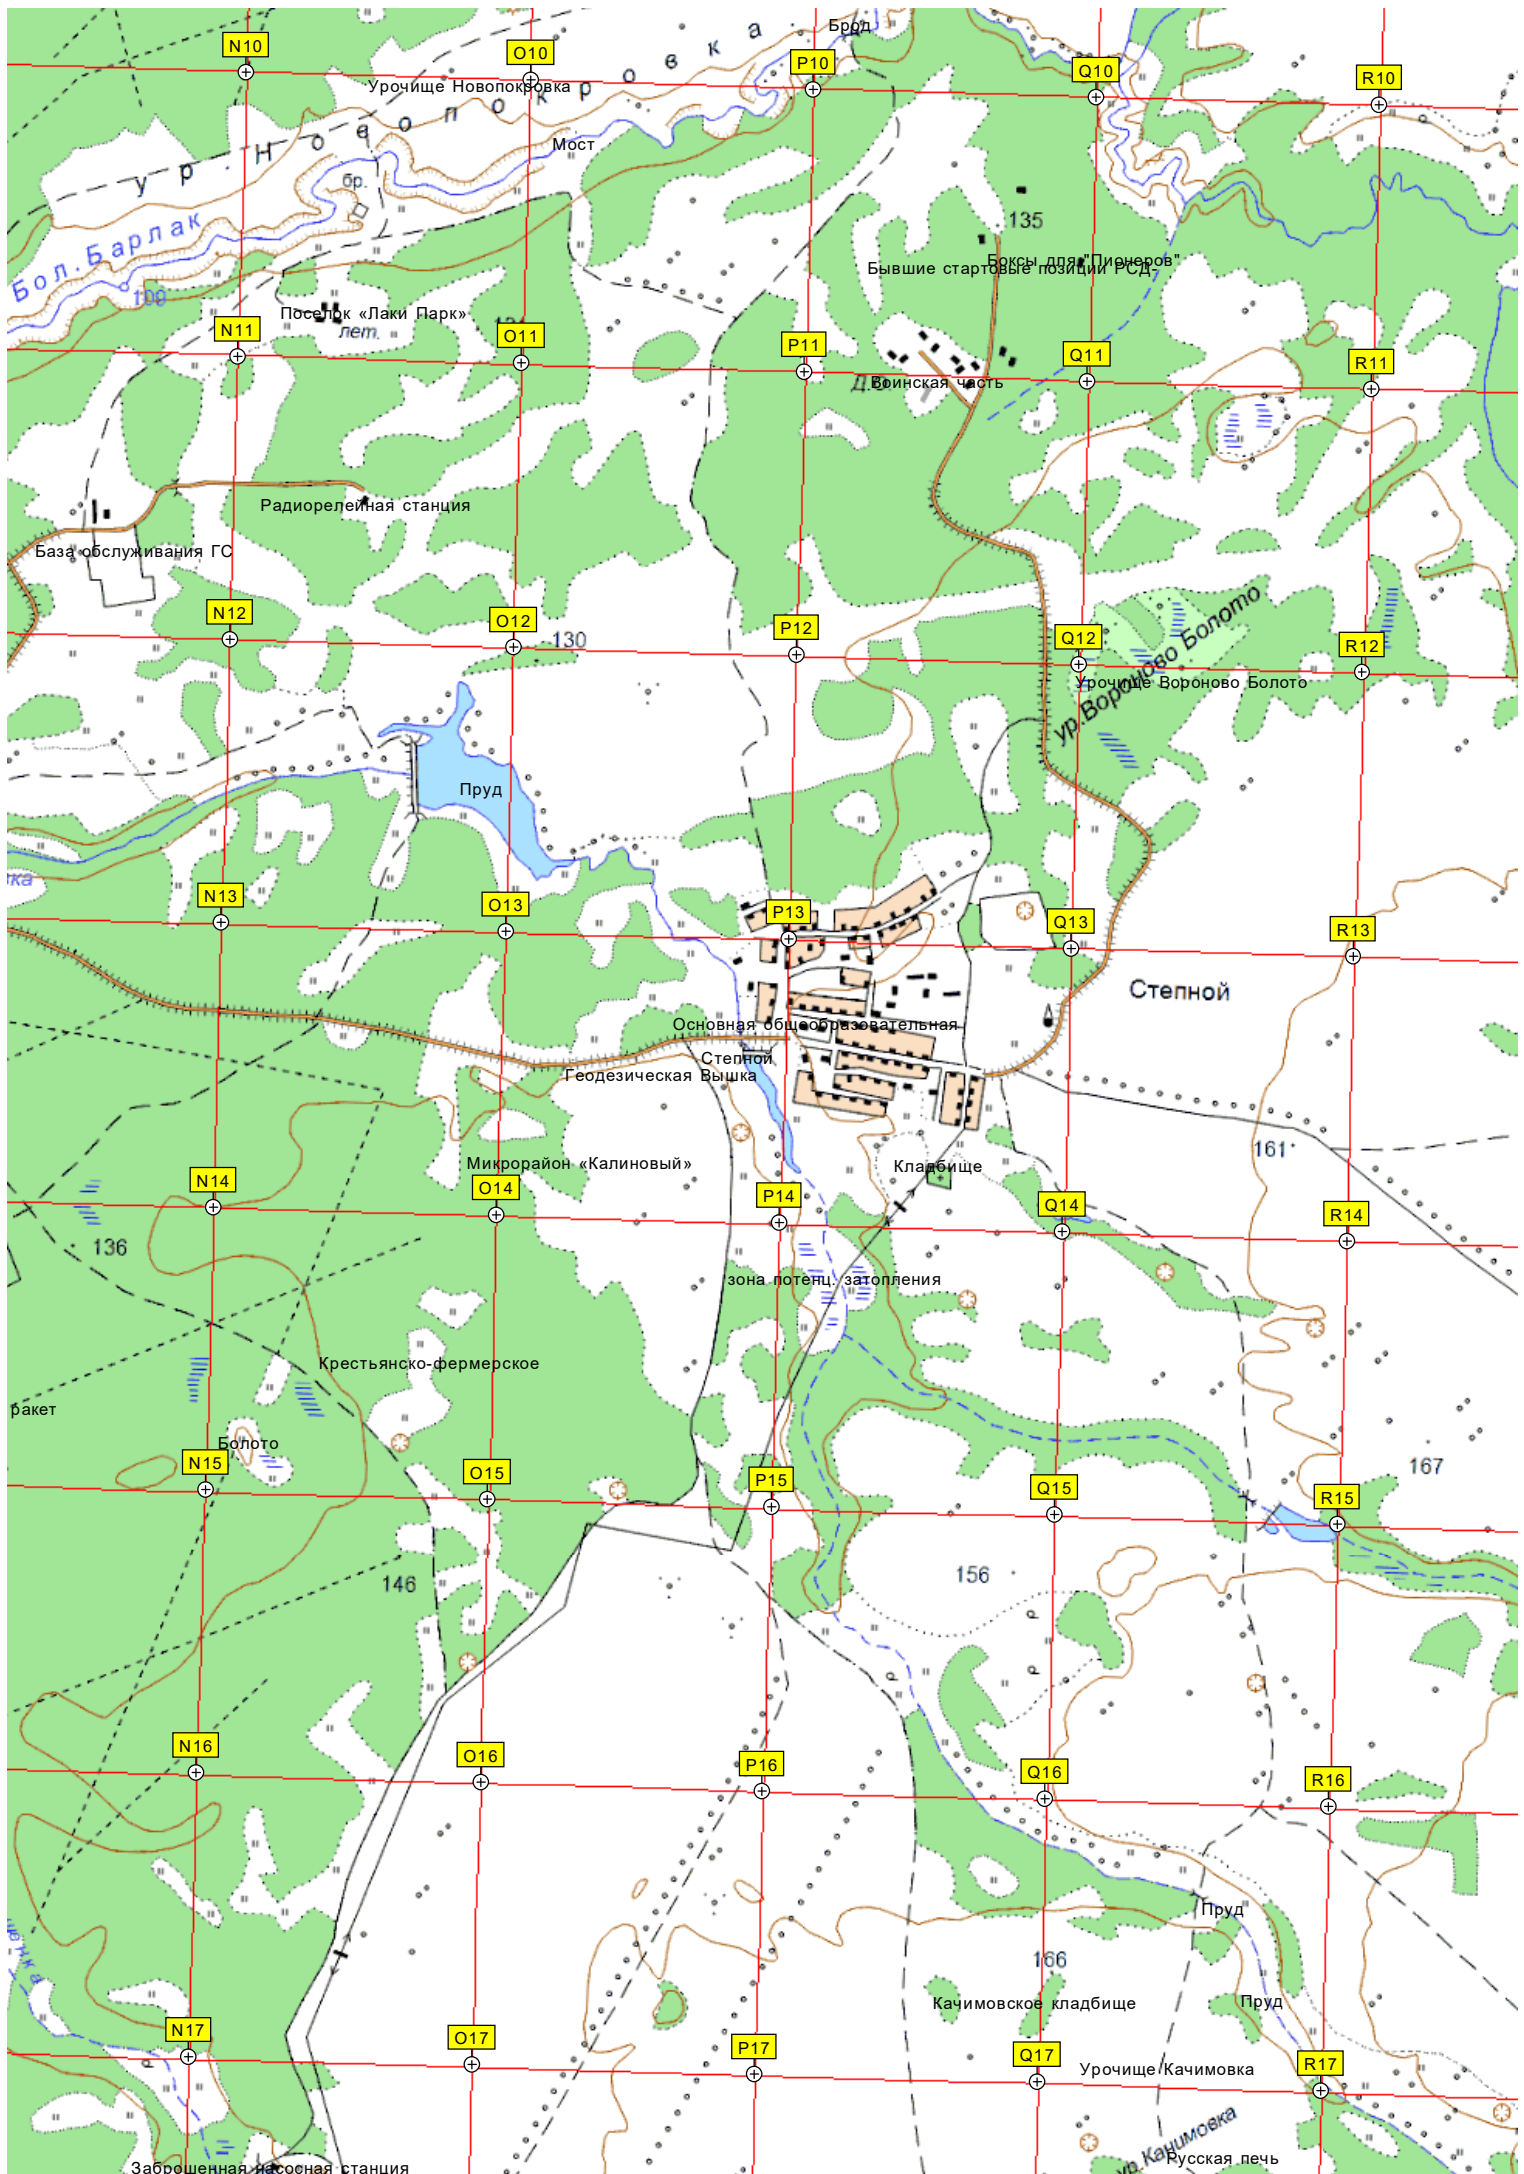 Брод
N10
O10
P10
Q10
R10
Урочище Новопокровка
ур. Новопокровка
Мост
бр.
135
Бол. Барлак
Боксы для "Пионеров"
Бывшие стартовые позиции РСД-
109
Поселок «Лаки Парк»
лет.
N11
O11
P11
Q11
R11
Воинская часть
Радиорелейная станция
База обслуживания ГС
N12
O12
130
P12
Q12
R12
ур.Вороново Болото
Урочище Вороново Болото
Пруд
ка
N13
O13
P13
Q13
R13
Степной
Основная общеобразовательная
Степной
Геодезическая Вышка
161
Микрорайон «Калиновый»
Кладбище
N14
O14
P14
Q14
R14
136
зона потенц. затопления
Крестьянско-фермерское
ракет
Болото
167
N15
O15
P15
Q15
R15
146
156
N16
O16
P16
Q16
R16
Пруд
енка
166
Качимовское кладбище
Пруд
N17
O17
P17
Q17
R17
Урочище Качимовка
ур.Качимовка
Русская печь
Заброшенная насосная станция